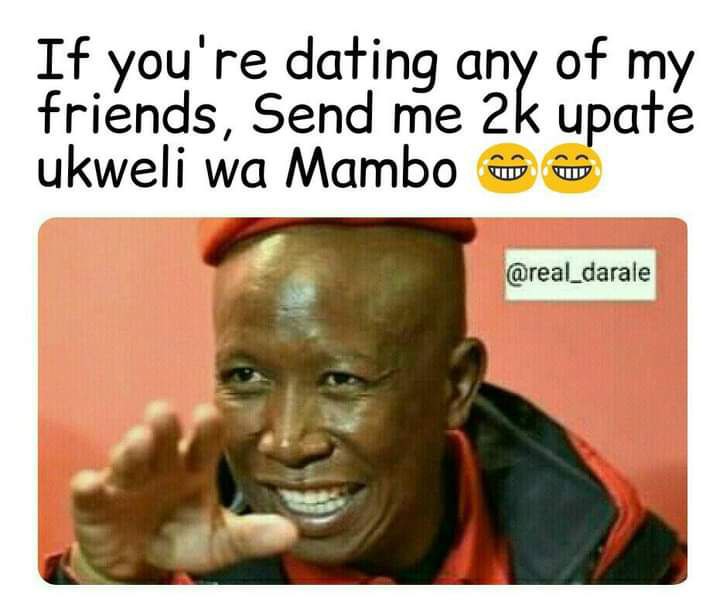 If you're dating any of my
friends, Send me 2k upate
ukweli wa Mambo 😂😂
@real_darale